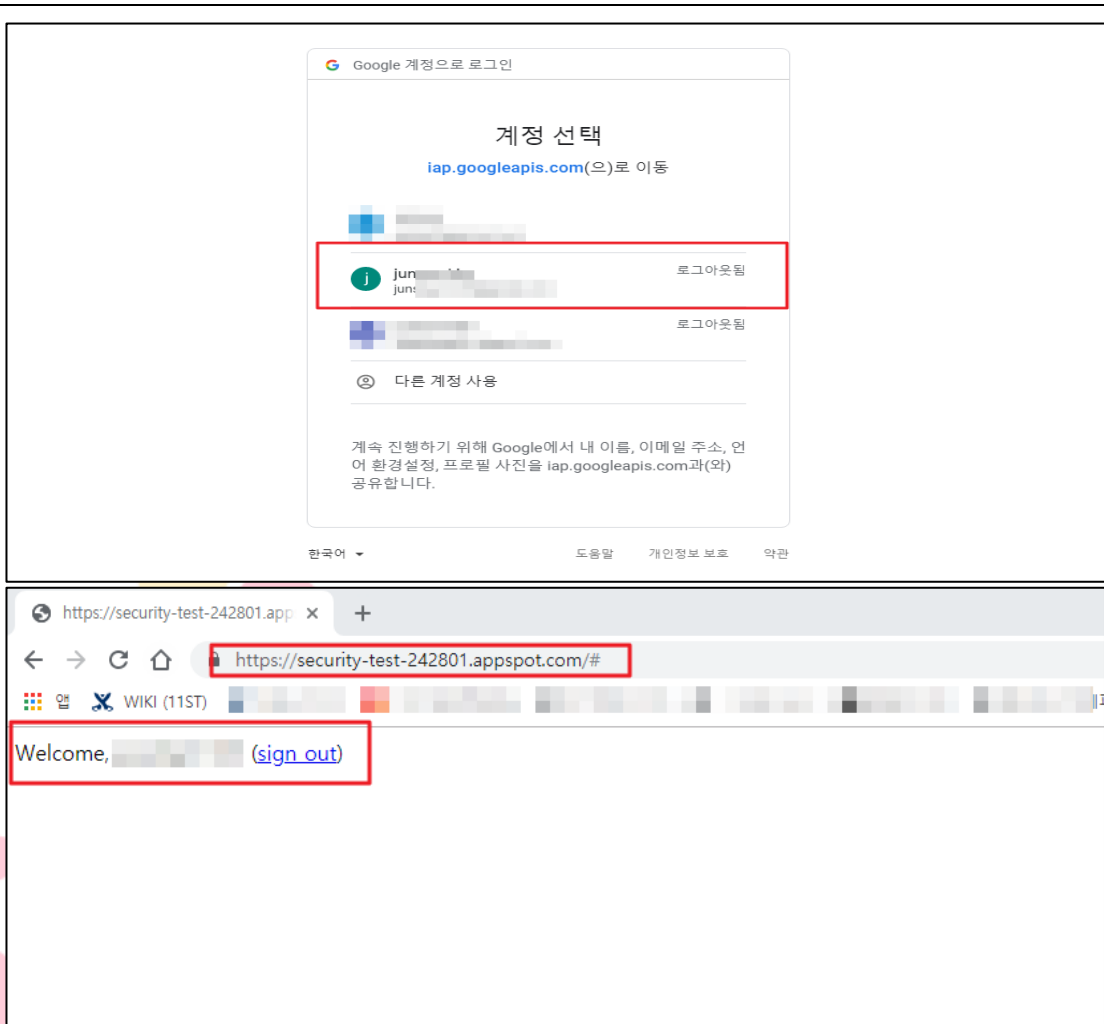 Google 계정으로 로그인
계정 선택
iap.googleapis.com(으)로 이동
jun
로그아웃됨
jun
로그아웃됨
다른 계정 사용
계속 진행하기 위해 Google에서 내 이름, 이메일 주소, 언
어 환경설정, 프로필 사진을 iap.googleapis.com과(와)
공유합니다.
한국어 도움말 개인정보 보호 약관
https://security-test-242801.app
https://security-test-242801.appspot.com/#
앱 WIKI (11ST)
Welcome, (sign out)